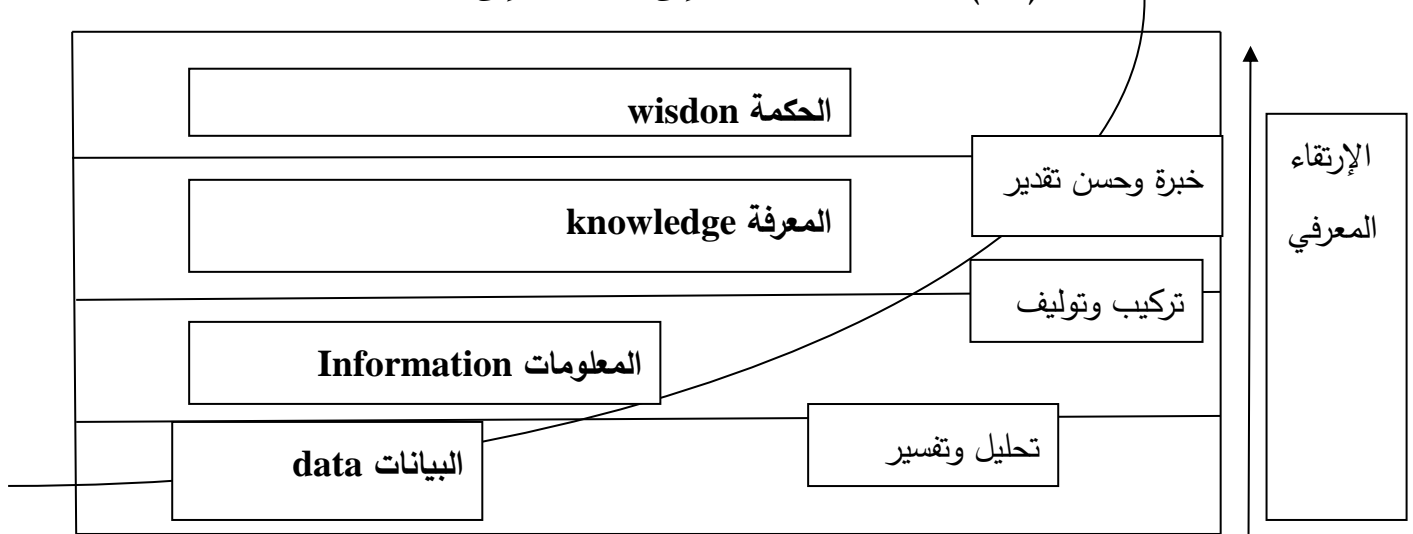 الحكمة wisdon
خبرة وحسن تقدير
الإرتقاء
المعرفي
المعرفة knowledge
تركيب وتوليف
المعلومات Information
تحليل وتفسير
البيانات data